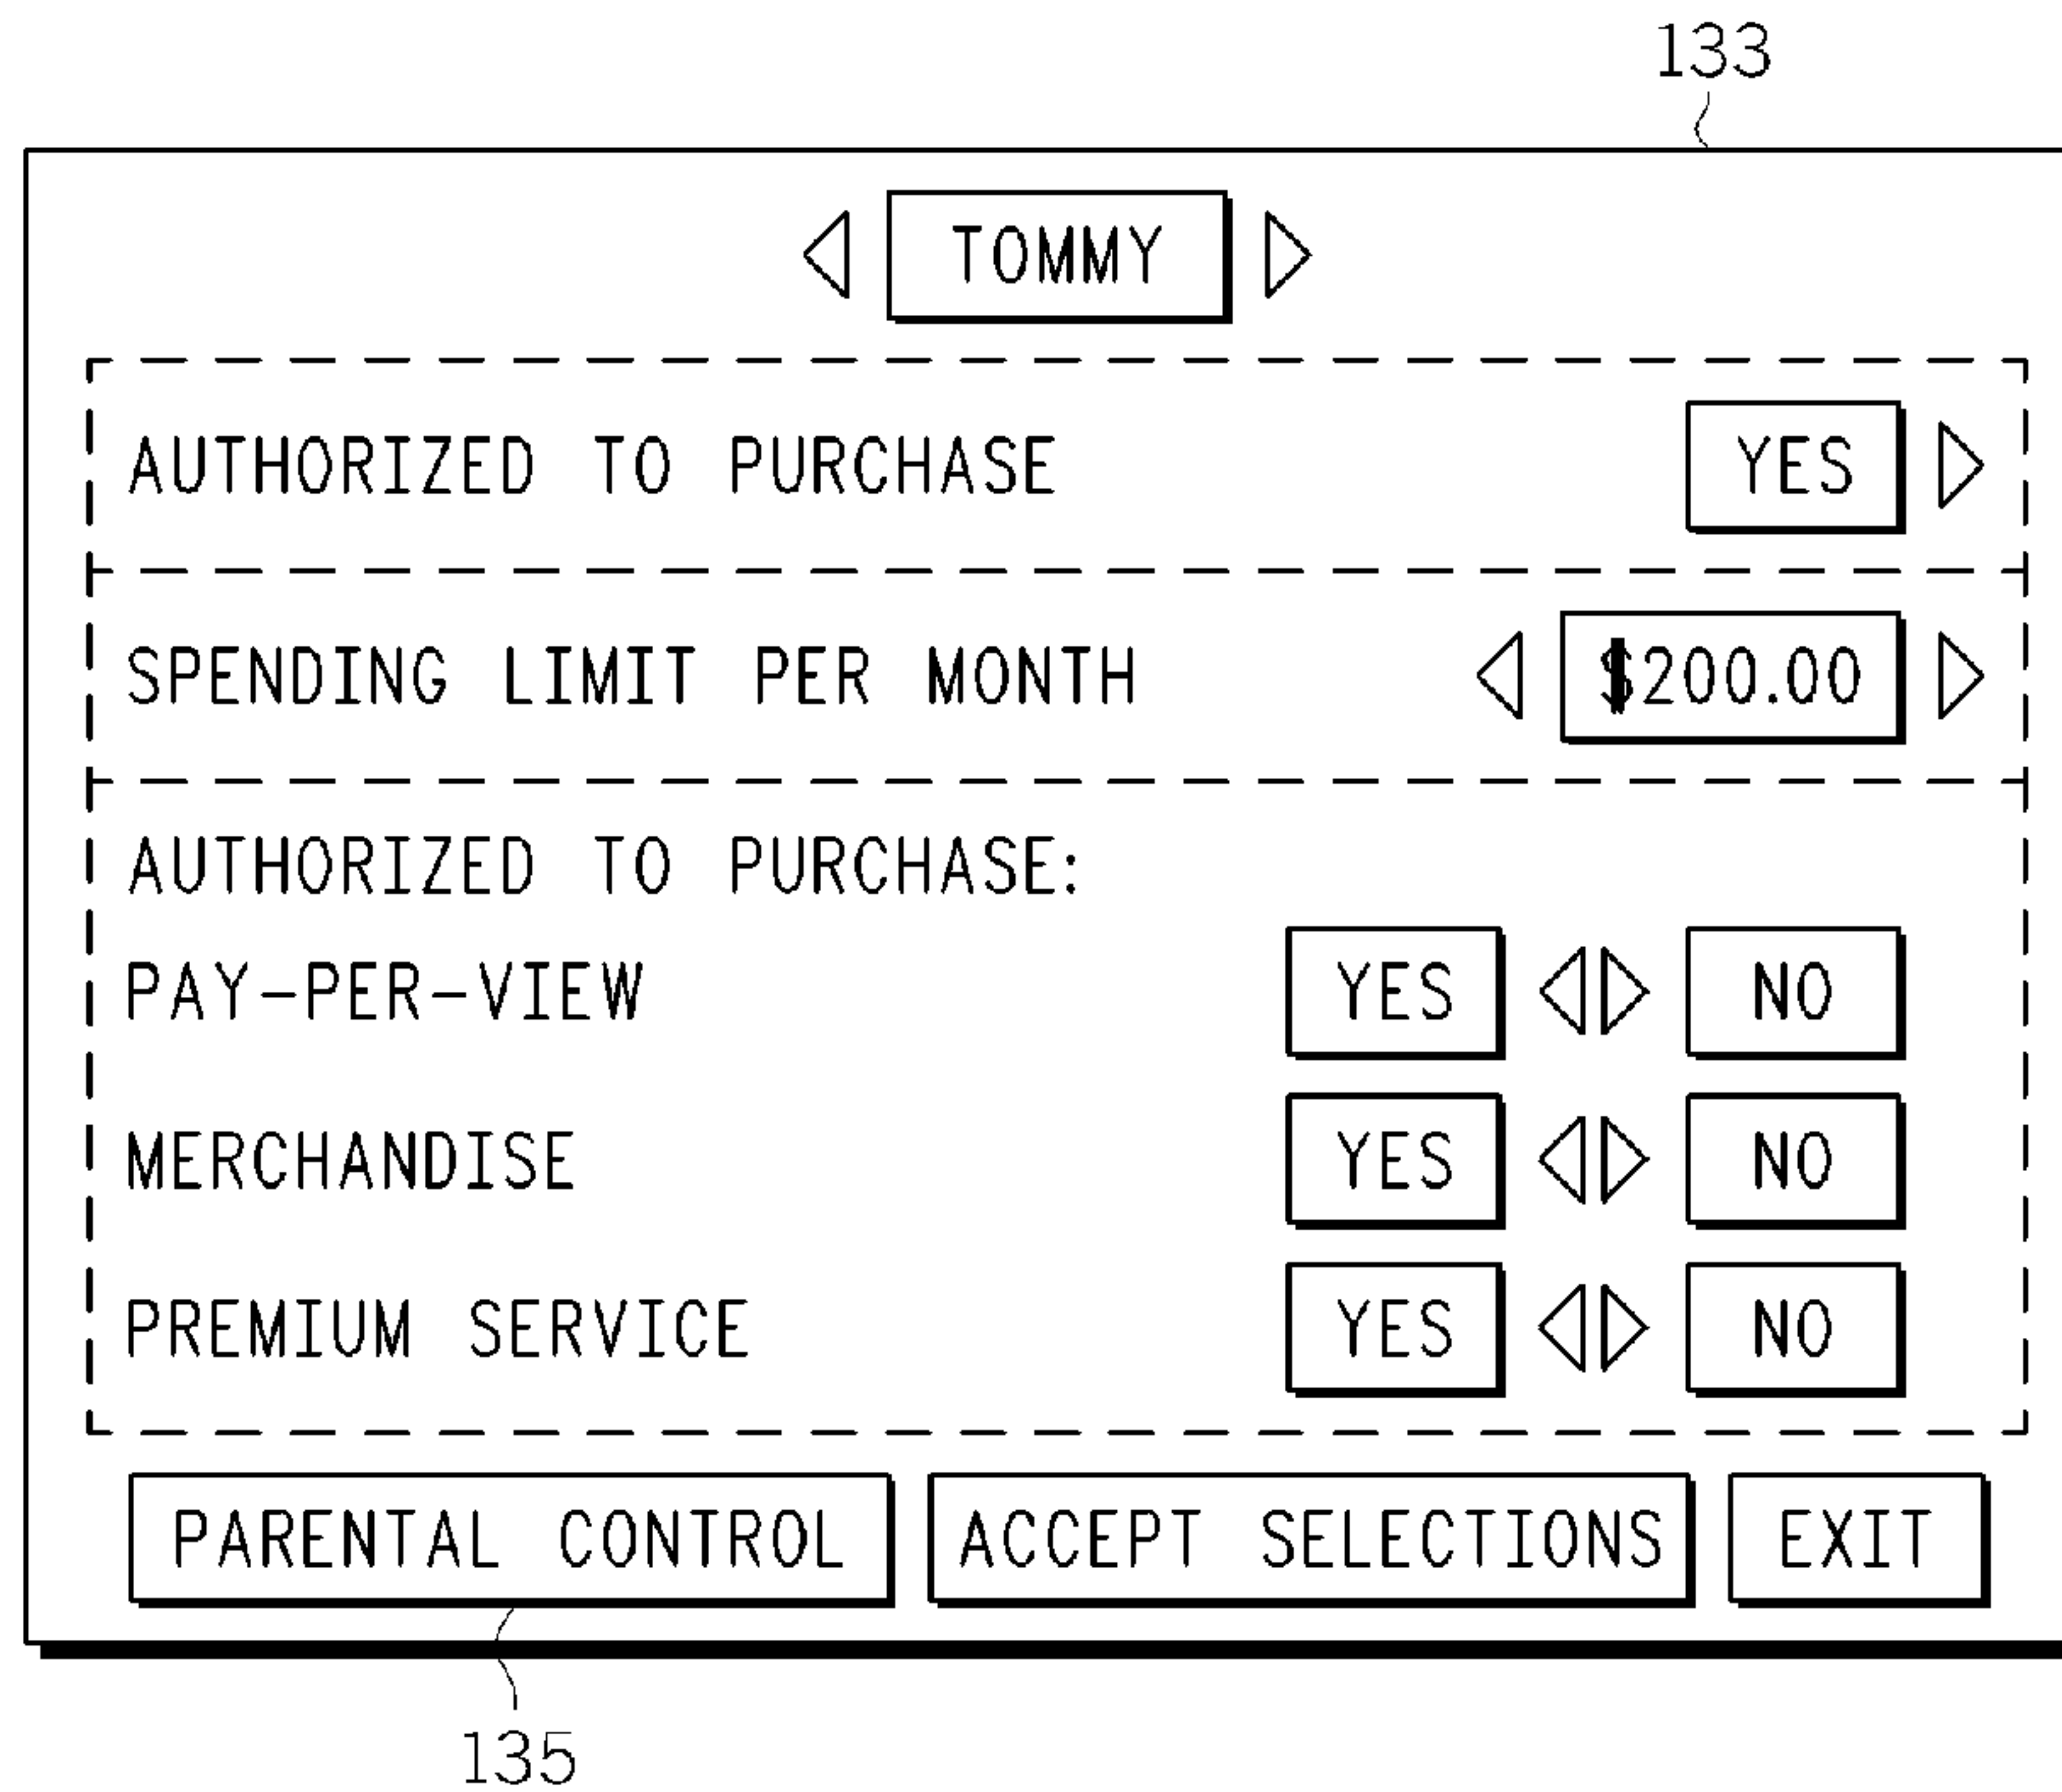 133
TOMMY
AUTHORIZED TO PURCHASE YES
SPENDING LIMIT PER MONTH $200.00
AUTHORIZED TO PURCHASE:
PAY-PER-VIEW YES NO
MERCHANDISE YES NO
PREMIUM SERVICE YES NO
PARENTAL CONTROL ACCEPT SELECTIONS EXIT
135